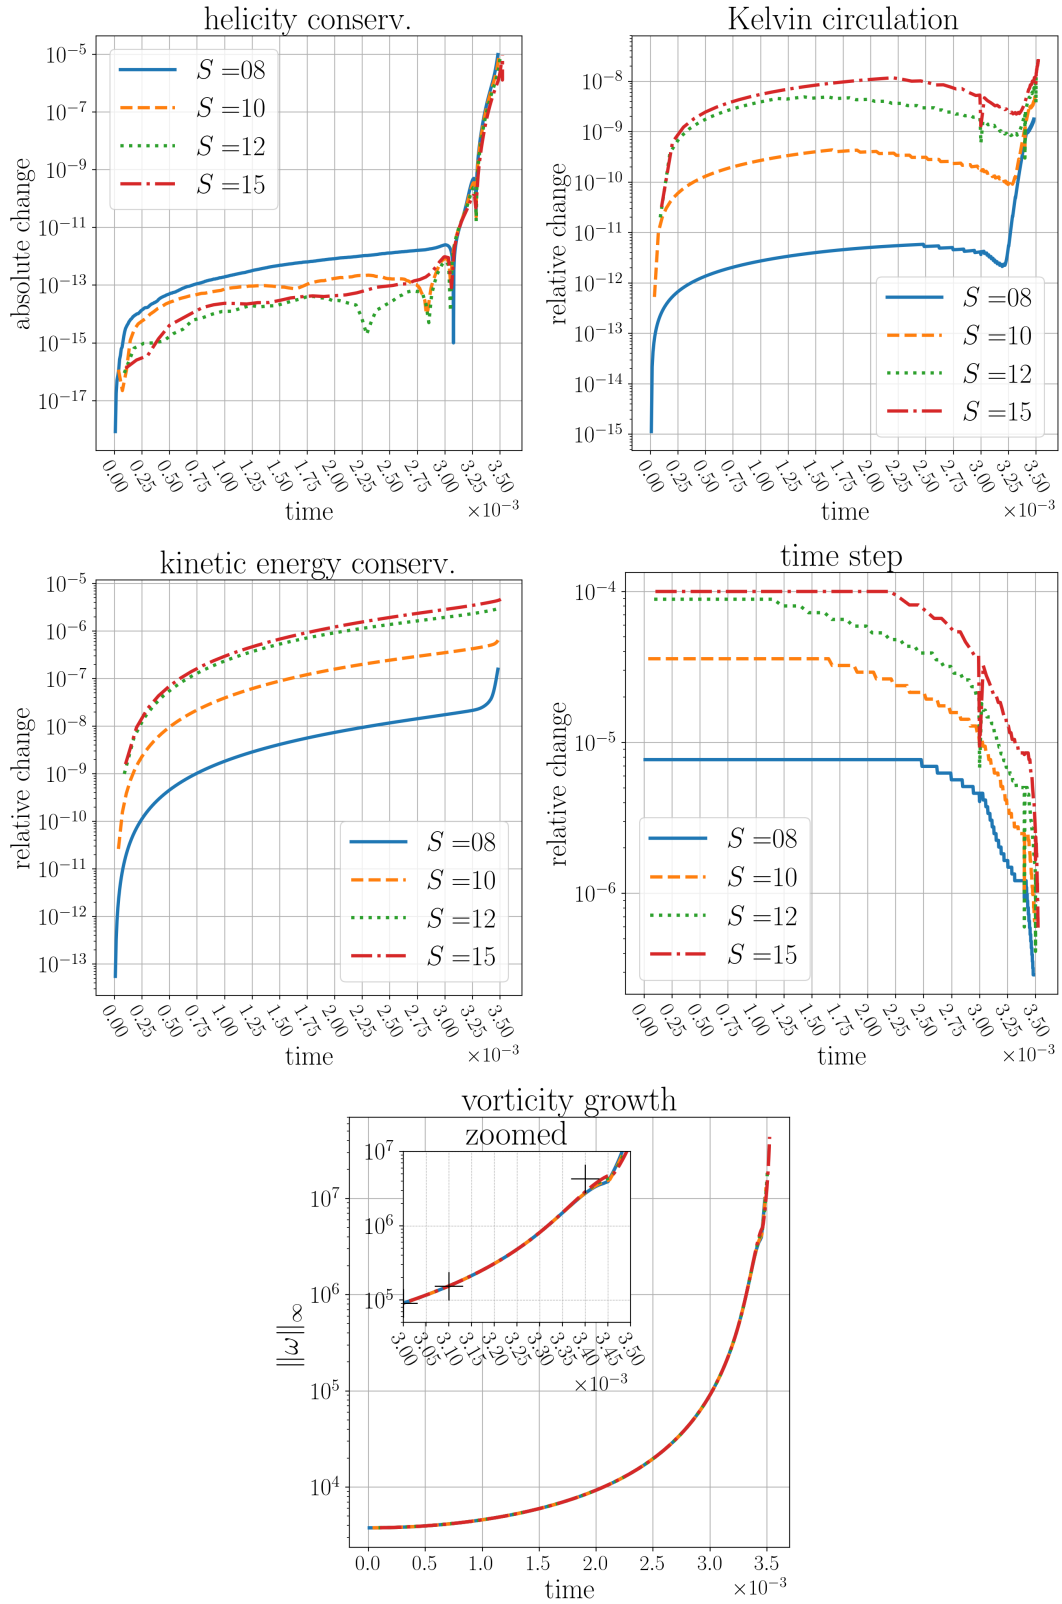 helicity conserv.
absolute change
10^{-5}
10^{-7}
10^{-9}
10^{-11}
10^{-13}
10^{-15}
10^{-17}
S = 08
S = 10
S = 12
S = 15
0.00 0.25 0.50 0.75 1.00 1.25 1.50 1.75 2.00 2.25 2.50 2.75 3.00 3.25 3.50
time
×10^{-3}
Kelvin circulation
relative change
10^{-8}
10^{-9}
10^{-10}
10^{-11}
10^{-12}
10^{-13}
10^{-14}
10^{-15}
S = 08
S = 10
S = 12
S = 15
0.00 0.25 0.50 0.75 1.00 1.25 1.50 1.75 2.00 2.25 2.50 2.75 3.00 3.25 3.50
time
×10^{-3}
kinetic energy conserv.
relative change
10^{-5}
10^{-6}
10^{-7}
10^{-8}
10^{-9}
10^{-10}
10^{-11}
10^{-12}
10^{-13}
S = 08
S = 10
S = 12
S = 15
0.00 0.25 0.50 0.75 1.00 1.25 1.50 1.75 2.00 2.25 2.50 2.75 3.00 3.25 3.50
time
×10^{-3}
time step
relative change
10^{-4}
10^{-5}
10^{-6}
S = 08
S = 10
S = 12
S = 15
0.00 0.25 0.50 0.75 1.00 1.25 1.50 1.75 2.00 2.25 2.50 2.75 3.00 3.25 3.50
time
×10^{-3}
vorticity growth
zoomed
10^7
10^6
10^5
3.00 3.05 3.10 3.15 3.20 3.25 3.30 3.35 3.40 3.45 3.50
×10^{-3}
||ω||_∞
10^7
10^6
10^5
10^4
0.0 0.5 1.0 1.5 2.0 2.5 3.0 3.5
time
×10^{-3}